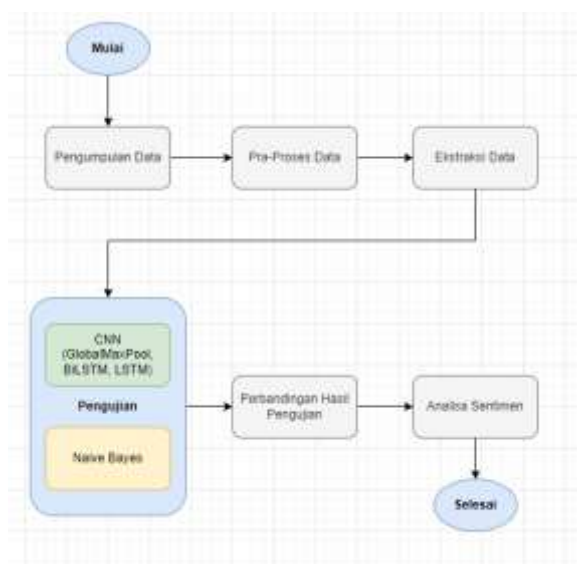 Mulai
Pengumpulan Data
Pra-Proses Data
Ekstraksi Data
CNN
(GlobalMaxPool,
BiLSTM, LSTM)
Pengujian
Naive Bayes
Perbandingan Hasil
Pengujian
Analisa Sentimen
Selesai